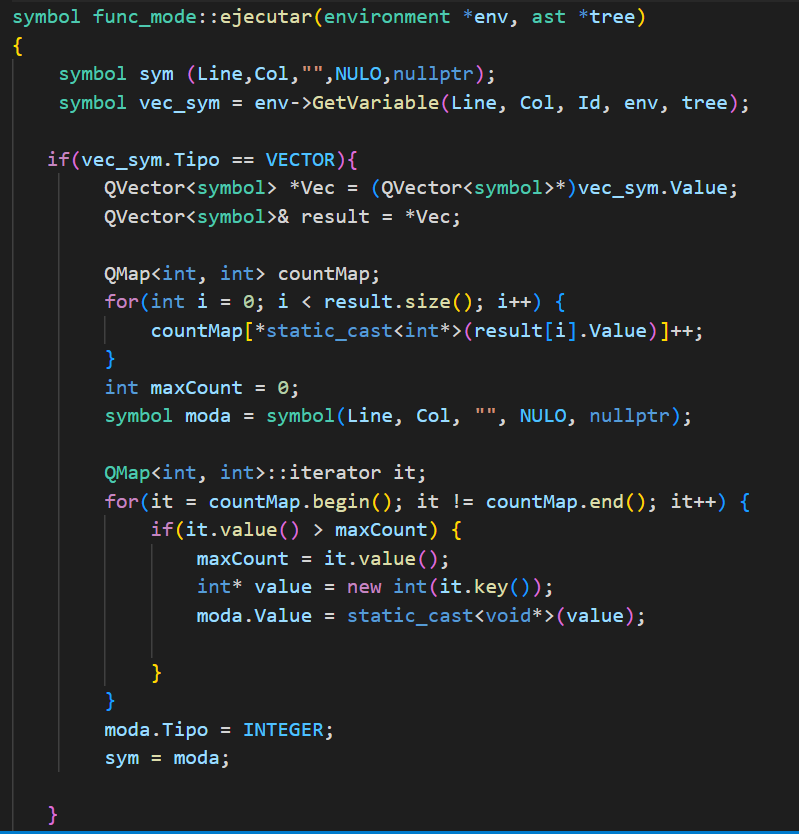 symbol func_mode::ejecutar(environment *env, ast *tree)
{
symbol sym (Line,Col,"",NULO,nullptr);
symbol vec_sym = env->GetVariable(Line, Col, Id, env, tree);
if(vec_sym.Tipo == VECTOR){
QVector<symbol> *Vec = (QVector<symbol>*)vec_sym.Value;
QVector<symbol>& result = *Vec;
QMap<int, int> countMap;
for(int i = 0; i < result.size(); i++) {
countMap[*static_cast<int*>(result[i].Value)]++;
}
int maxCount = 0;
symbol moda = symbol(Line, Col, "", NULO, nullptr);
QMap<int, int>::iterator it;
for(it = countMap.begin(); it != countMap.end(); it++) {
if(it.value() > maxCount) {
maxCount = it.value();
int* value = new int(it.key());
moda.Value = static_cast<void*>(value);
}
}
moda.Tipo = INTEGER;
sym = moda;
}